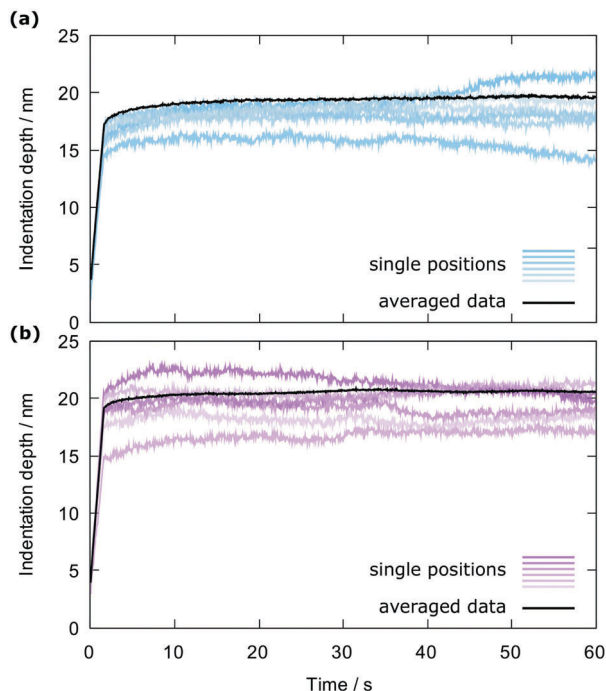 (a)
25
20
15
10
5
0
Indentation depth / nm
single positions
averaged data
(b)
25
20
15
10
5
0
Indentation depth / nm
single positions
averaged data
0 10 20 30 40 50 60
Time / s